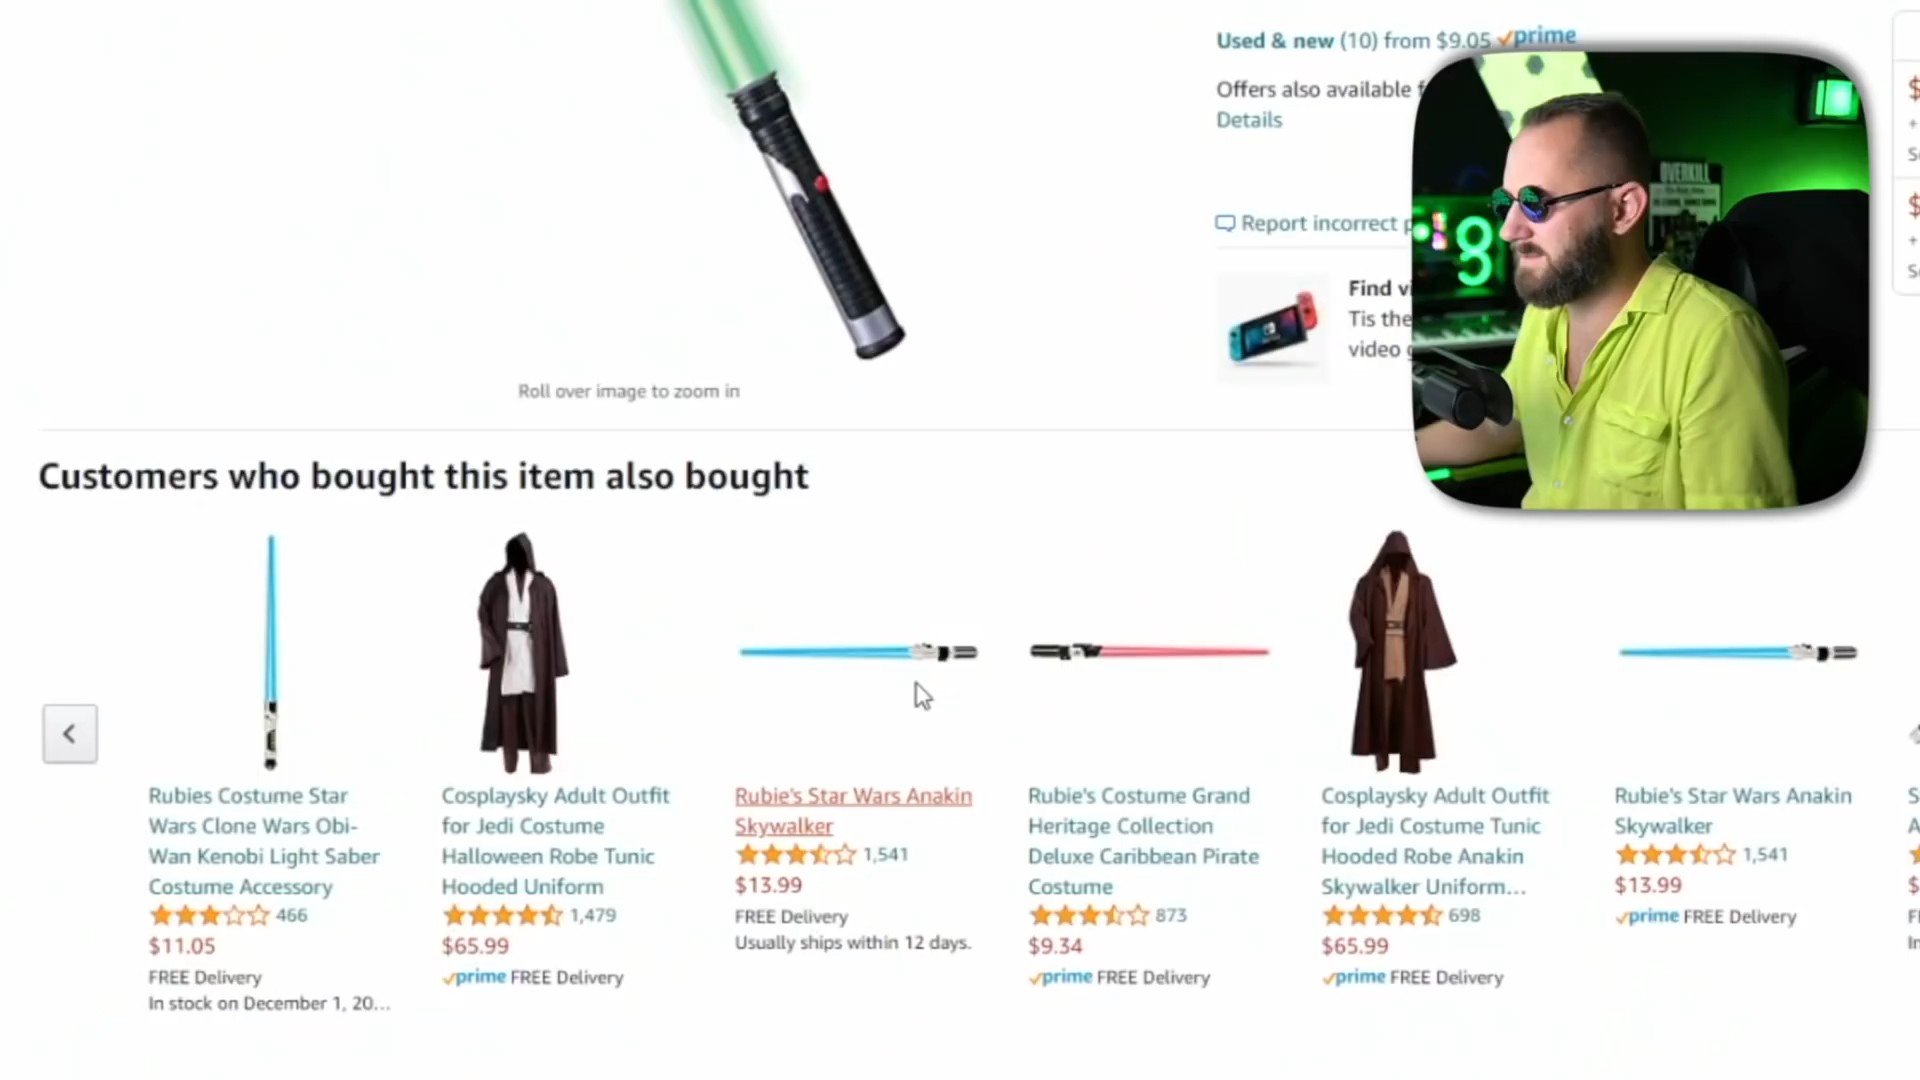 Used & new (10) from $9.05 prime
Offers also available
Details
Report incorrect
Find
Tis the
video
OVERKILL
Roll over image to zoom in
Customers who bought this item also bought
Rubies Costume Star
Wars Clone Wars Obi-
Wan Kenobi Light Saber
Costume Accessory
466
$11.05
FREE Delivery
In stock on December 1, 20...
Cosplaysky Adult Outfit
for Jedi Costume
Halloween Robe Tunic
Hooded Uniform
1,479
$65.99
prime FREE Delivery
Rubie's Star Wars Anakin
Skywalker
1,541
$13.99
FREE Delivery
Usually ships within 12 days.
Rubie's Costume Grand
Heritage Collection
Deluxe Caribbean Pirate
Costume
873
$9.34
prime FREE Delivery
Cosplaysky Adult Outfit
for Jedi Costume Tunic
Hooded Robe Anakin
Skywalker Uniform...
698
$65.99
prime FREE Delivery
Rubie's Star Wars Anakin
Skywalker
1,541
$13.99
prime FREE Delivery